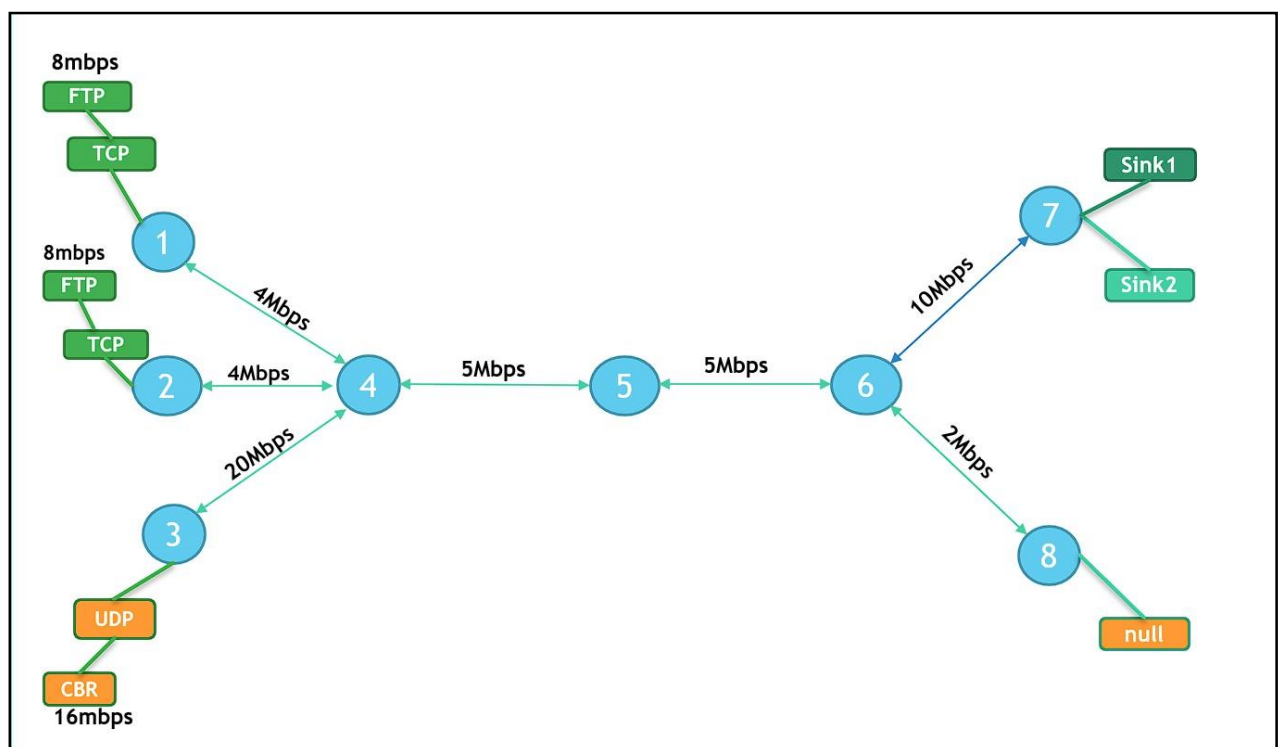 8mbps
FTP
TCP
1
8mbps
FTP
TCP
2
4Mbps
4Mbps
20Mbps
3
UDP
CBR
16mbps
4
5Mbps
5
5Mbps
6
10Mbps
2Mbps
7
Sink1
Sink2
8
null